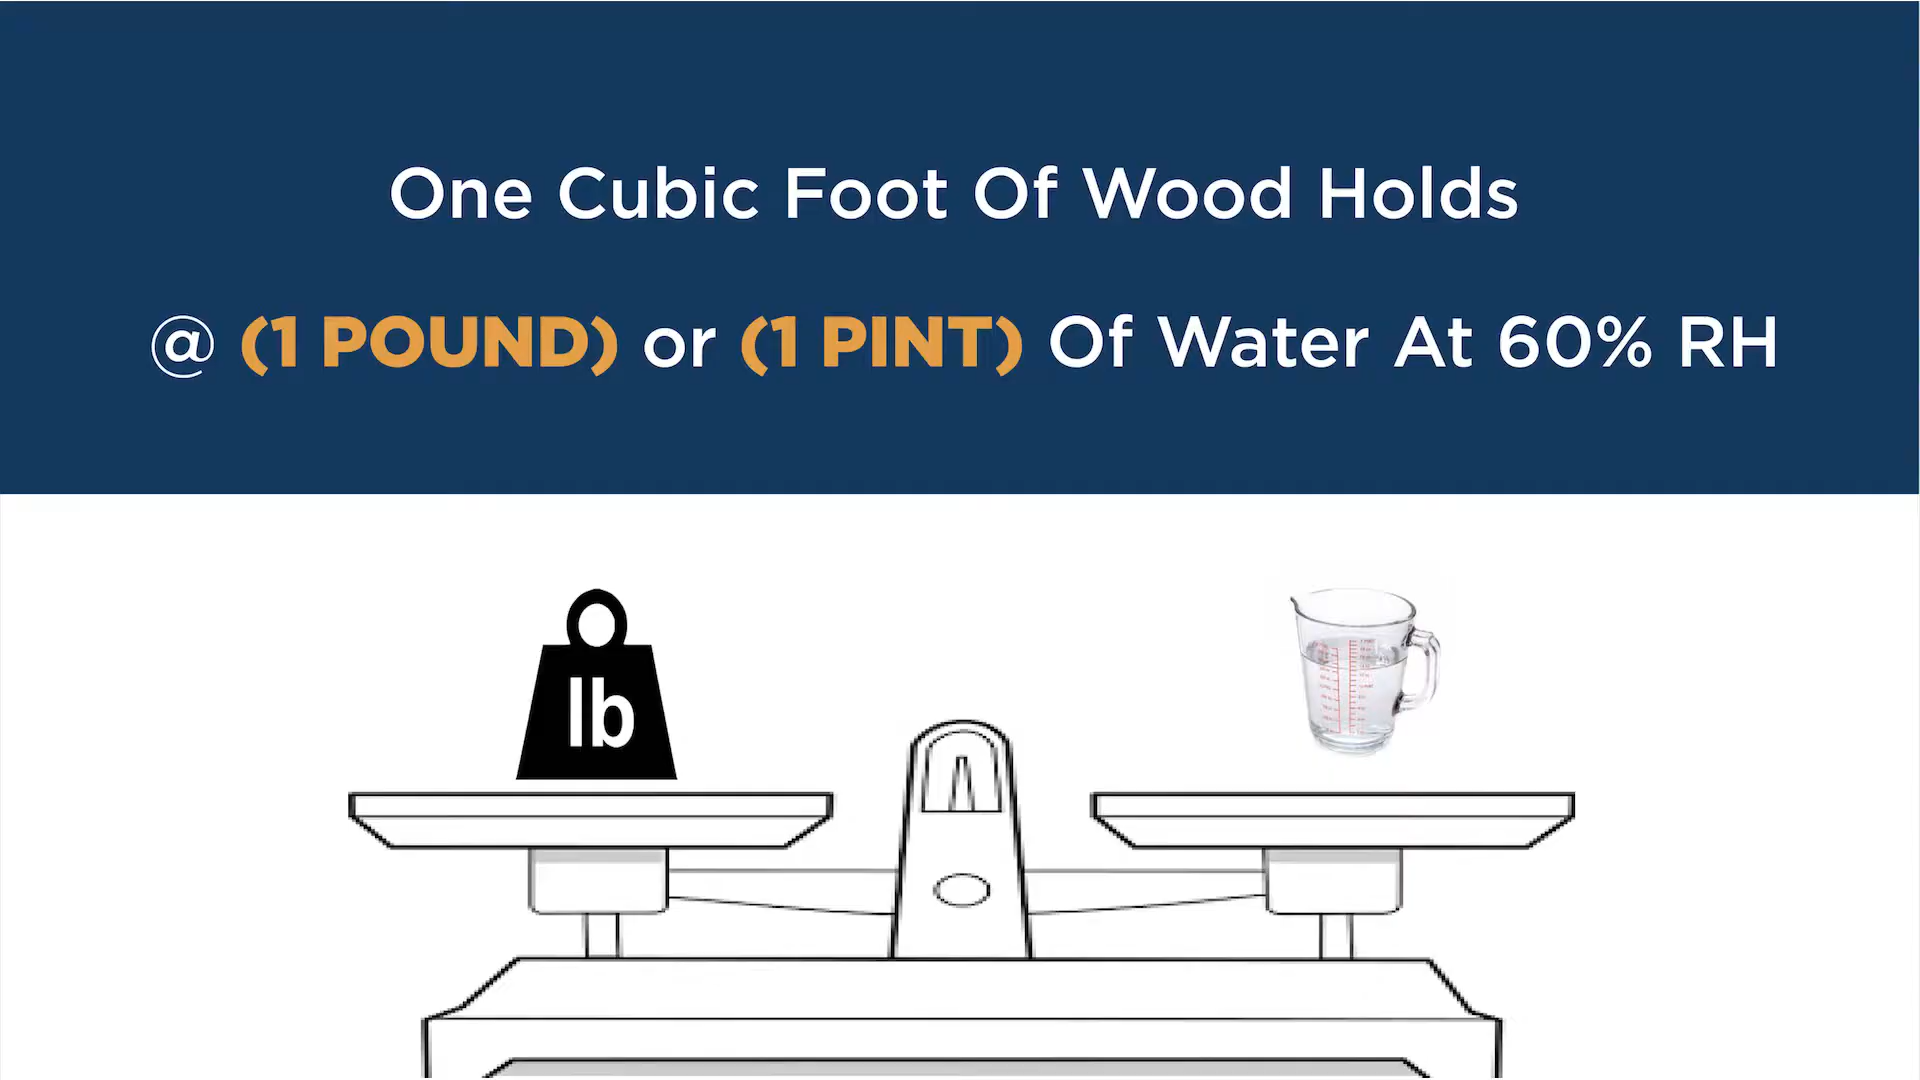 One Cubic Foot Of Wood Holds
@ (1 POUND) or (1 PINT) Of Water At 60% RH
lb